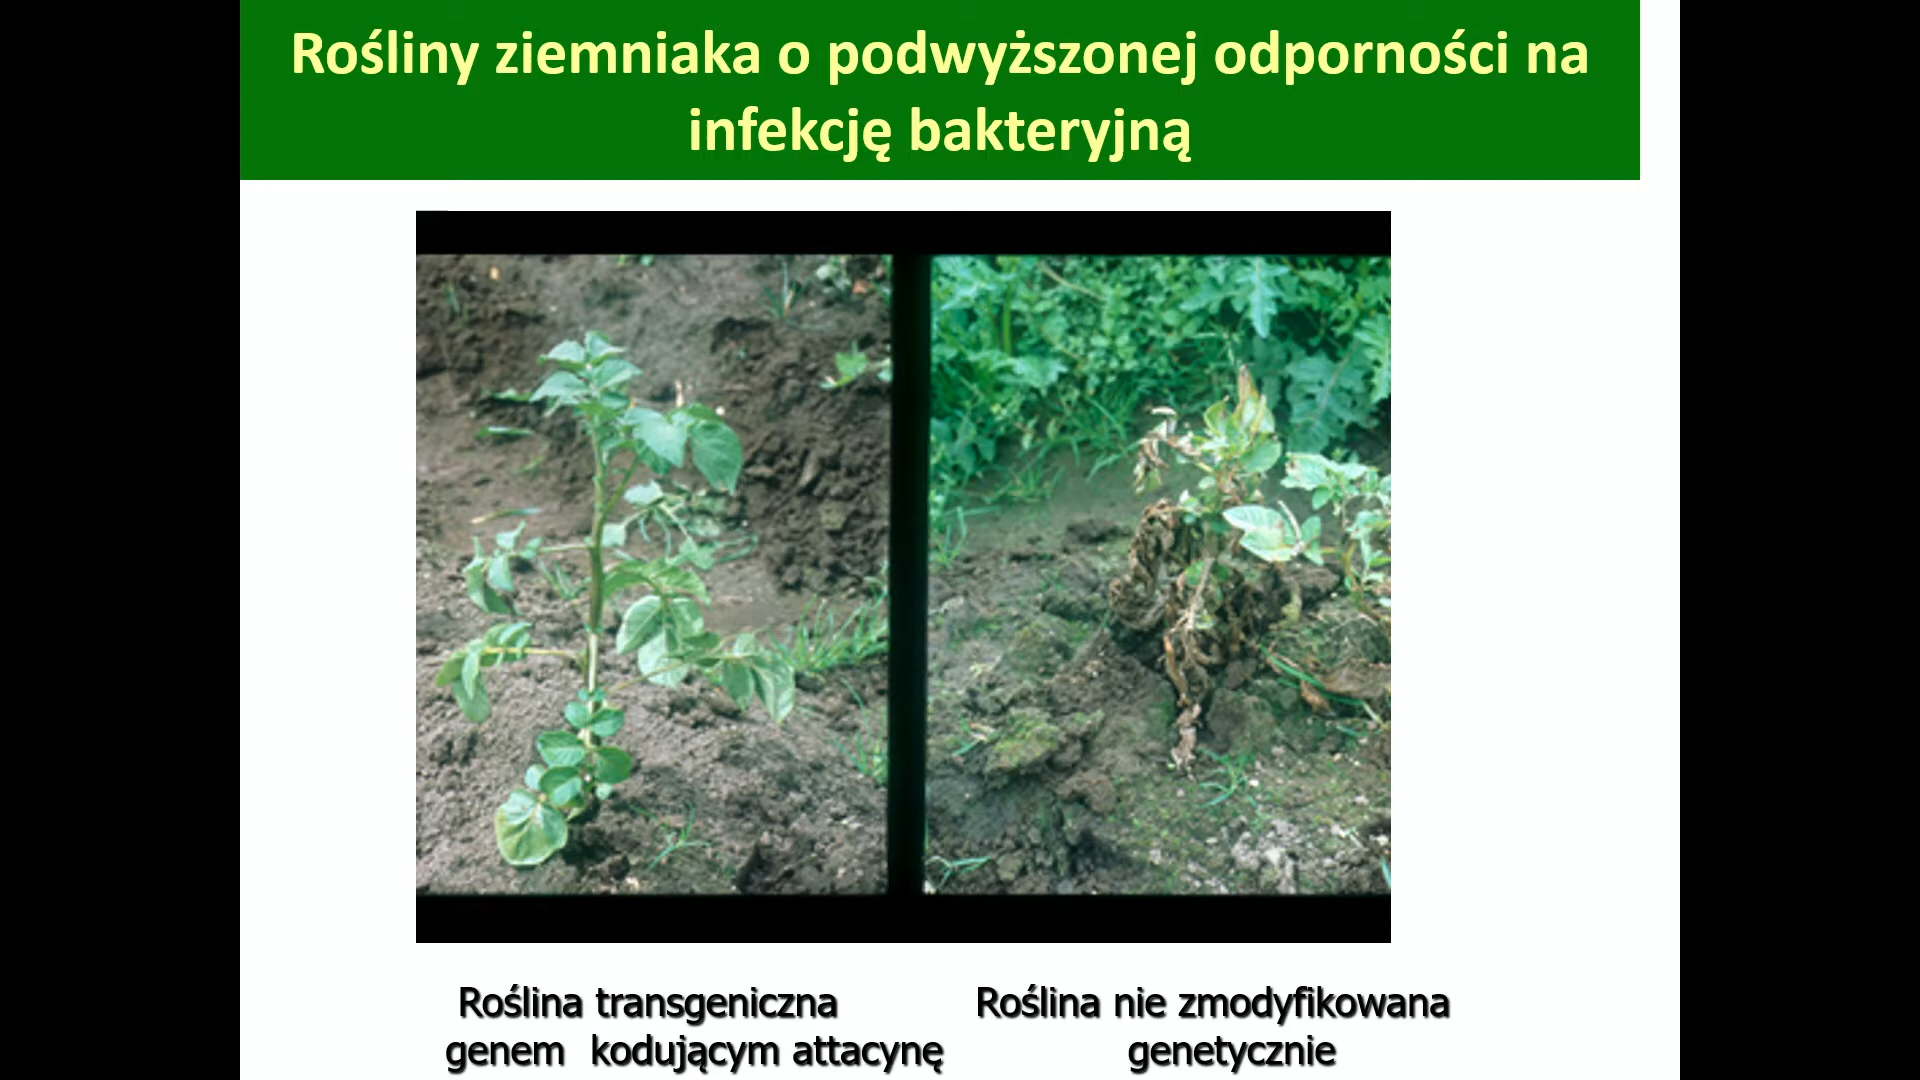 Rośliny ziemniaka o podwyższonej odporności na
infekcję bakteryjną
Roślina transgeniczna
genem kodującym attacynę
Roślina nie zmodyfikowana
genetycznie